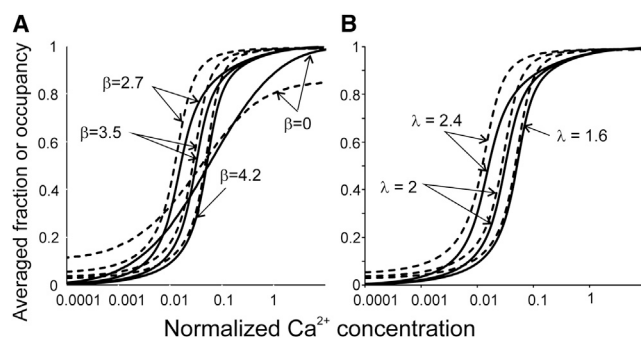 A
B
Averaged fraction or occupancy
1
0.8
0.6
0.4
0.2
0
β=2.7
β=3.5
β=4.2
β=0
0.0001 0.001 0.01 0.1 1
1
0.8
0.6
0.4
0.2
0
λ = 2.4
λ = 2
λ = 1.6
0.0001 0.001 0.01 0.1 1
Normalized Ca²⁺ concentration